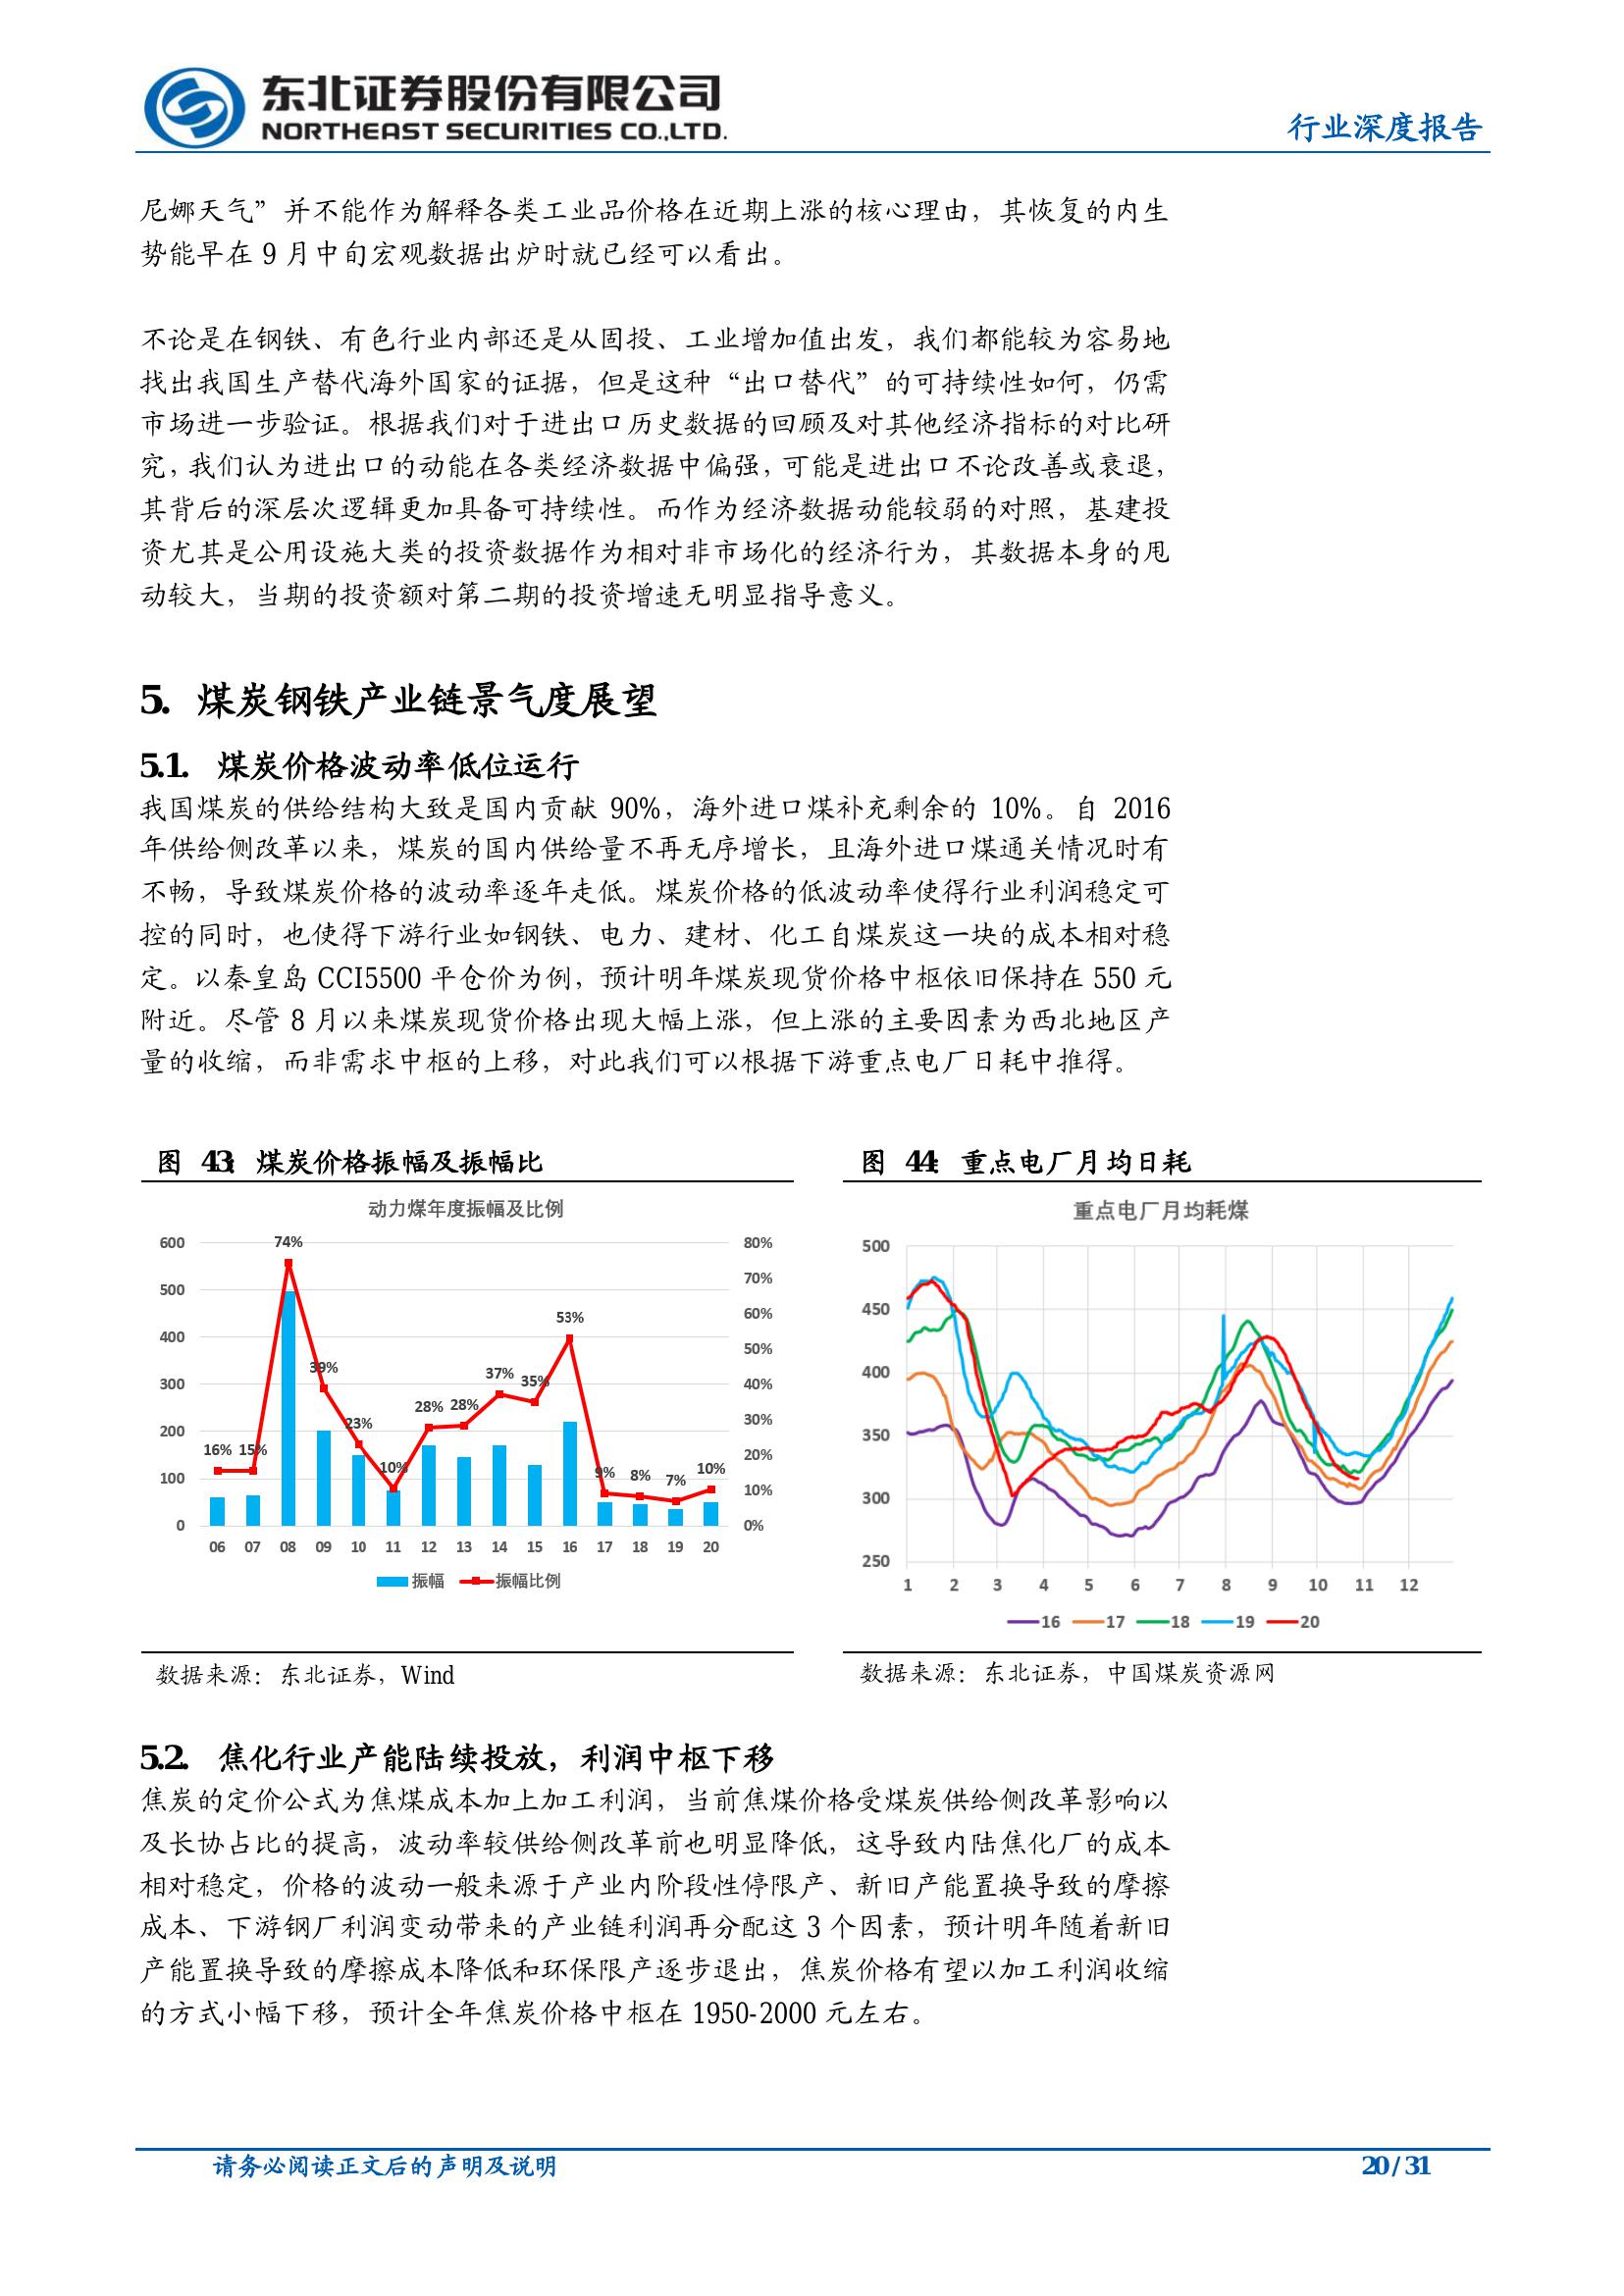 东北证券股份有限公司
NORTHEAST SECURITIES CO.,LTD.
行业深度报告
尼娜天气”并不能作为解释各类工业品价格在近期上涨的核心理由，其恢复的内生
势能早在 9 月中旬宏观数据出炉时就已经可以看出。
不论是在钢铁、有色行业内部还是从固投、工业增加值出发，我们都能较为容易地
找出我国生产替代海外国家的证据，但是这种“出口替代”的可持续性如何，仍需
市场进一步验证。根据我们对于进出口历史数据的回顾及对其他经济指标的对比研
究，我们认为进出口的动能在各类经济数据中偏强，可能是进出口不论改善或衰退，
其背后的深层次逻辑更加具备可持续性。而作为经济数据动能较弱的对照，基建投
资尤其是公用设施大类的投资数据作为相对非市场化的经济行为，其数据本身的甩
动较大，当期的投资额对第二期的投资增速无明显指导意义。
5. 煤炭钢铁产业链景气度展望
5.1. 煤炭价格波动率低位运行
我国煤炭的供给结构大致是国内贡献 90%，海外进口煤补充剩余的 10%。自 2016
年供给侧改革以来，煤炭的国内供给量不再无序增长，且海外进口煤通关情况时有
不畅，导致煤炭价格的波动率逐年走低。煤炭价格的低波动率使得行业利润稳定可
控的同时，也使得下游行业如钢铁、电力、建材、化工自煤炭这一块的成本相对稳
定。以秦皇岛 CCI5500 平仓价为例，预计明年煤炭现货价格中枢依旧保持在 550 元
附近。尽管 8 月以来煤炭现货价格出现大幅上涨，但上涨的主要因素为西北地区产
量的收缩，而非需求中枢的上移，对此我们可以根据下游重点电厂日耗中推得。
图 43：煤炭价格振幅及振幅比
动力煤年度振幅及比例
600
500
400
300
200
100
0
80%
70%
60%
50%
40%
30%
20%
10%
0%
16% 15% 74% 39% 23% 10% 28% 28% 37% 35% 53% 9% 8% 7% 10%
06 07 08 09 10 11 12 13 14 15 16 17 18 19 20
振幅 振幅比例
数据来源：东北证券，Wind
图 44：重点电厂月均日耗
重点电厂月均耗煤
500
450
400
350
300
250
1 2 3 4 5 6 7 8 9 10 11 12
16 17 18 19 20
数据来源：东北证券，中国煤炭资源网
5.2. 焦化行业产能陆续投放，利润中枢下移
焦炭的定价公式为焦煤成本加上加工利润，当前焦煤价格受煤炭供给侧改革影响以
及长协占比的提高，波动率较供给侧改革前也明显降低，这导致内陆焦化厂的成本
相对稳定，价格的波动一般来源于产业内阶段性停限产、新旧产能置换导致的摩擦
成本、下游钢厂利润变动带来的产业链利润再分配这 3 个因素，预计明年随着新旧
产能置换导致的摩擦成本降低和环保限产逐步退出，焦炭价格有望以加工利润收缩
的方式小幅下移，预计全年焦炭价格中枢在 1950-2000 元左右。
请务必阅读正文后的声明及说明
20 / 31